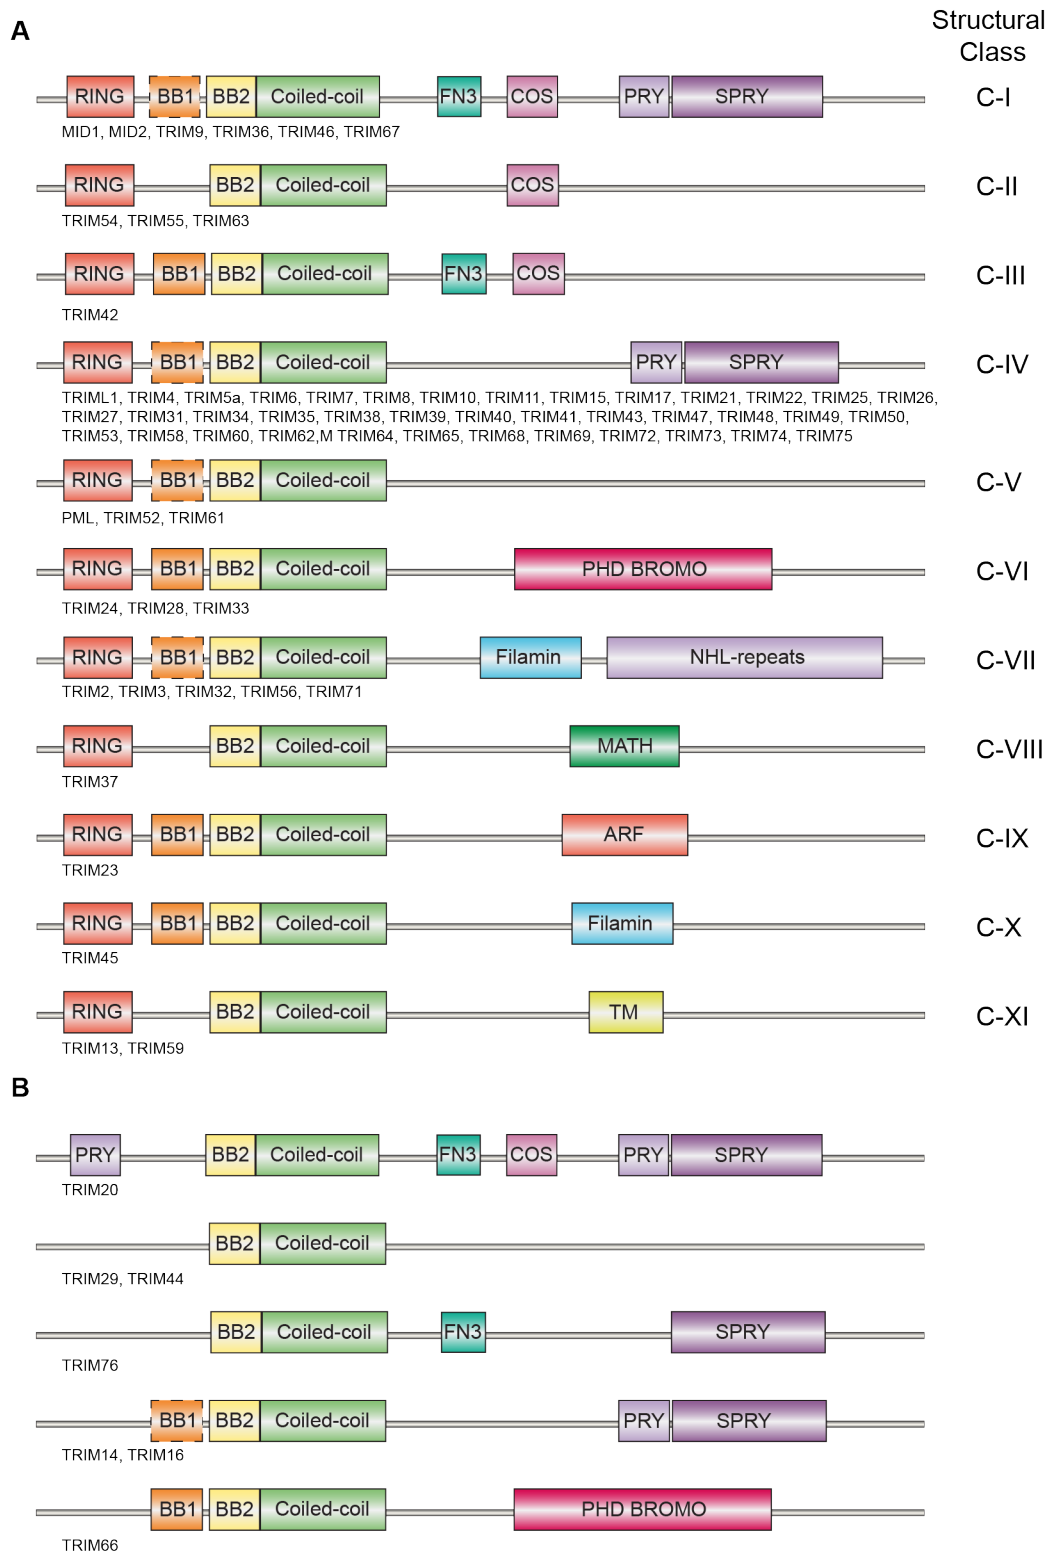 A
Structural
Class
RING BB1 BB2 Coiled-coil FN3 COS PRY SPRY C-I
MID1, MID2, TRIM9, TRIM36, TRIM46, TRIM67
RING BB2 Coiled-coil COS C-II
TRIM54, TRIM55, TRIM63
RING BB1 BB2 Coiled-coil FN3 COS C-III
TRIM42
RING BB1 BB2 Coiled-coil PRY SPRY C-IV
TRIML1, TRIM4, TRIM5a, TRIM6, TRIM7, TRIM8, TRIM10, TRIM11, TRIM15, TRIM17, TRIM21, TRIM22, TRIM25, TRIM26,
TRIM27, TRIM31, TRIM34, TRIM35, TRIM38, TRIM39, TRIM40, TRIM41, TRIM43, TRIM47, TRIM48, TRIM49, TRIM50,
TRIM53, TRIM58, TRIM60, TRIM62,M TRIM64, TRIM65, TRIM68, TRIM69, TRIM72, TRIM73, TRIM74, TRIM75
RING BB1 BB2 Coiled-coil C-V
PML, TRIM52, TRIM61
RING BB1 BB2 Coiled-coil PHD BROMO C-VI
TRIM24, TRIM28, TRIM33
RING BB1 BB2 Coiled-coil Filamin NHL-repeats C-VII
TRIM2, TRIM3, TRIM32, TRIM56, TRIM71
RING BB2 Coiled-coil MATH C-VIII
TRIM37
RING BB1 BB2 Coiled-coil ARF C-IX
TRIM23
RING BB1 BB2 Coiled-coil Filamin C-X
TRIM45
RING BB2 Coiled-coil TM C-XI
TRIM13, TRIM59
B
PRY BB2 Coiled-coil FN3 COS PRY SPRY
TRIM20
BB2 Coiled-coil
TRIM29, TRIM44
BB2 Coiled-coil FN3 SPRY
TRIM76
BB1 BB2 Coiled-coil PRY SPRY
TRIM14, TRIM16
BB1 BB2 Coiled-coil PHD BROMO
TRIM66